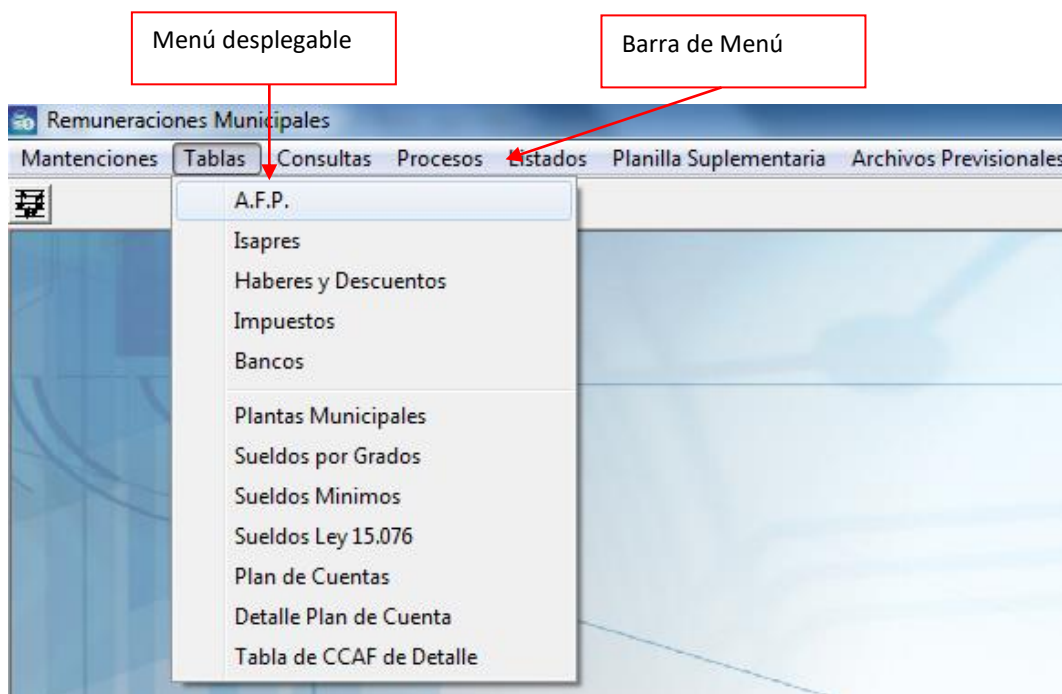 Menú desplegable
Barra de Menú
Remuneraciones Municipales
Mantenciones Tablas Consultas Procesos Listados Planilla Suplementaria Archivos Previsionales
A.F.P.
Isapres
Haberes y Descuentos
Impuestos
Bancos
Plantas Municipales
Sueldos por Grados
Sueldos Minimos
Sueldos Ley 15.076
Plan de Cuentas
Detalle Plan de Cuenta
Tabla de CCAF de Detalle